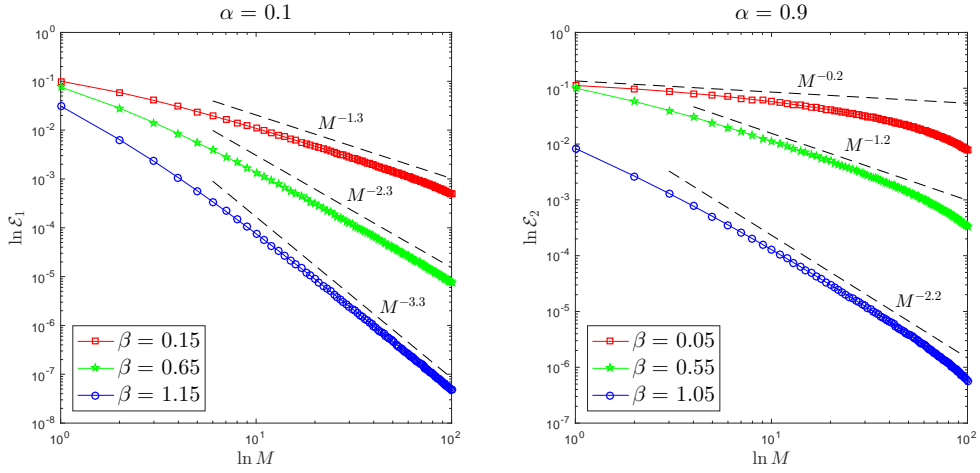 α = 0.1
10^0
10^-1
10^-2
10^-3
10^-4
10^-5
10^-6
10^-7
10^-8
ln ℰ_1
M^-1.3
M^-2.3
M^-3.3
β = 0.15
β = 0.65
β = 1.15
10^0
10^1
10^2
ln M
α = 0.9
10^0
10^-1
10^-2
10^-3
10^-4
10^-5
10^-6
10^-7
ln ℰ_2
M^-0.2
M^-1.2
M^-2.2
β = 0.05
β = 0.55
β = 1.05
10^0
10^1
10^2
ln M